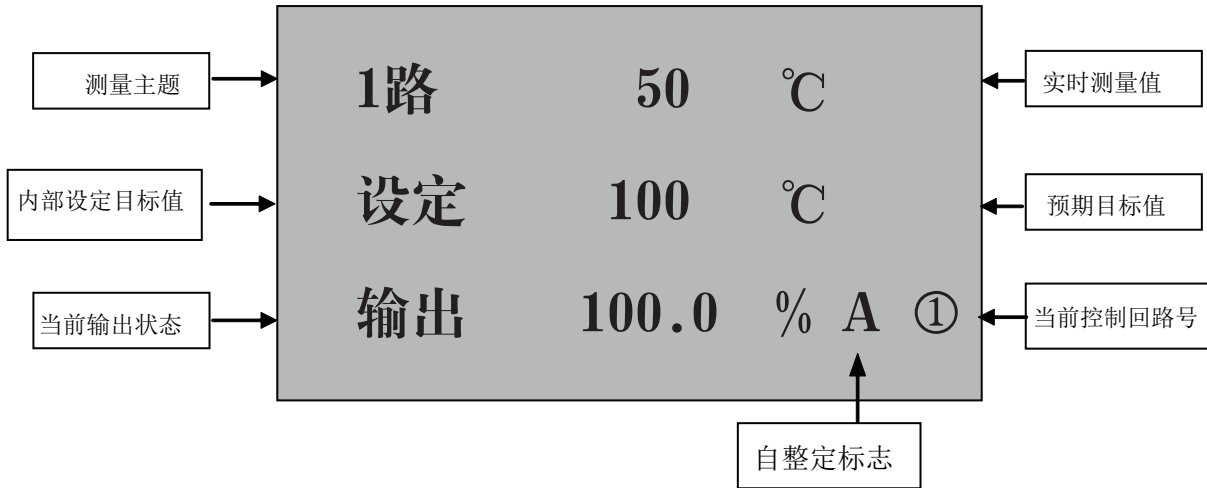 测量主题
1路 50 ℃
实时测量值
内部设定目标值
设定 100 ℃
预期目标值
当前输出状态
输出 100.0 % A ①
当前控制回路号
自整定标志